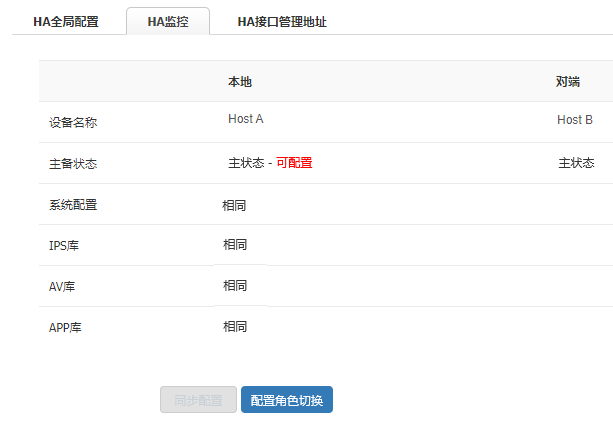 HA全局配置 HA监控 HA接口管理地址
本地 对端
设备名称 Host A Host B
主备状态 主状态 - 可配置 主状态
系统配置 相同
IPS库 相同
AV库 相同
APP库 相同
同步配置 配置角色切换